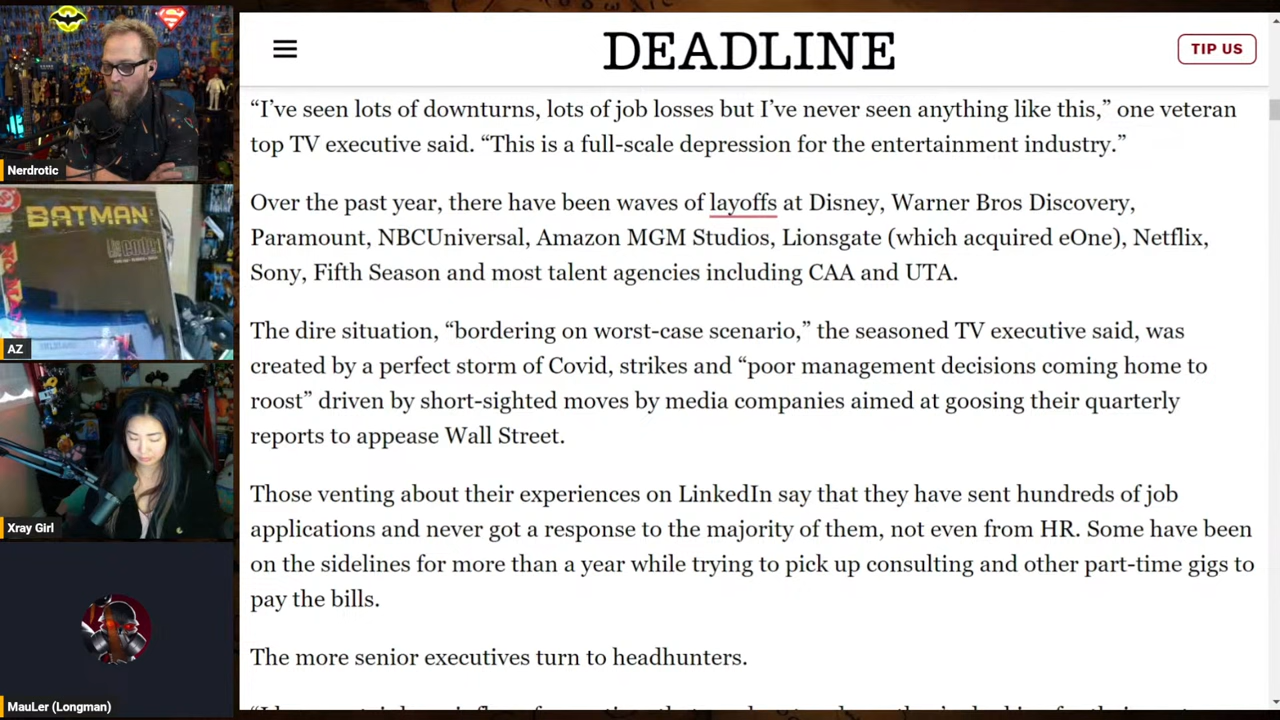 Nerdrotic
BATMAN
AZ
Xray Girl
MauLer (Longman)
DEADLINE
TIP US
“I’ve seen lots of downturns, lots of job losses but I’ve never seen anything like this,” one veteran
top TV executive said. “This is a full-scale depression for the entertainment industry.”
Over the past year, there have been waves of layoffs at Disney, Warner Bros Discovery,
Paramount, NBCUniversal, Amazon MGM Studios, Lionsgate (which acquired eOne), Netflix,
Sony, Fifth Season and most talent agencies including CAA and UTA.
The dire situation, “bordering on worst-case scenario,” the seasoned TV executive said, was
created by a perfect storm of Covid, strikes and “poor management decisions coming home to
roost” driven by short-sighted moves by media companies aimed at goosing their quarterly
reports to appease Wall Street.
Those venting about their experiences on LinkedIn say that they have sent hundreds of job
applications and never got a response to the majority of them, not even from HR. Some have been
on the sidelines for more than a year while trying to pick up consulting and other part-time gigs to
pay the bills.
The more senior executives turn to headhunters.